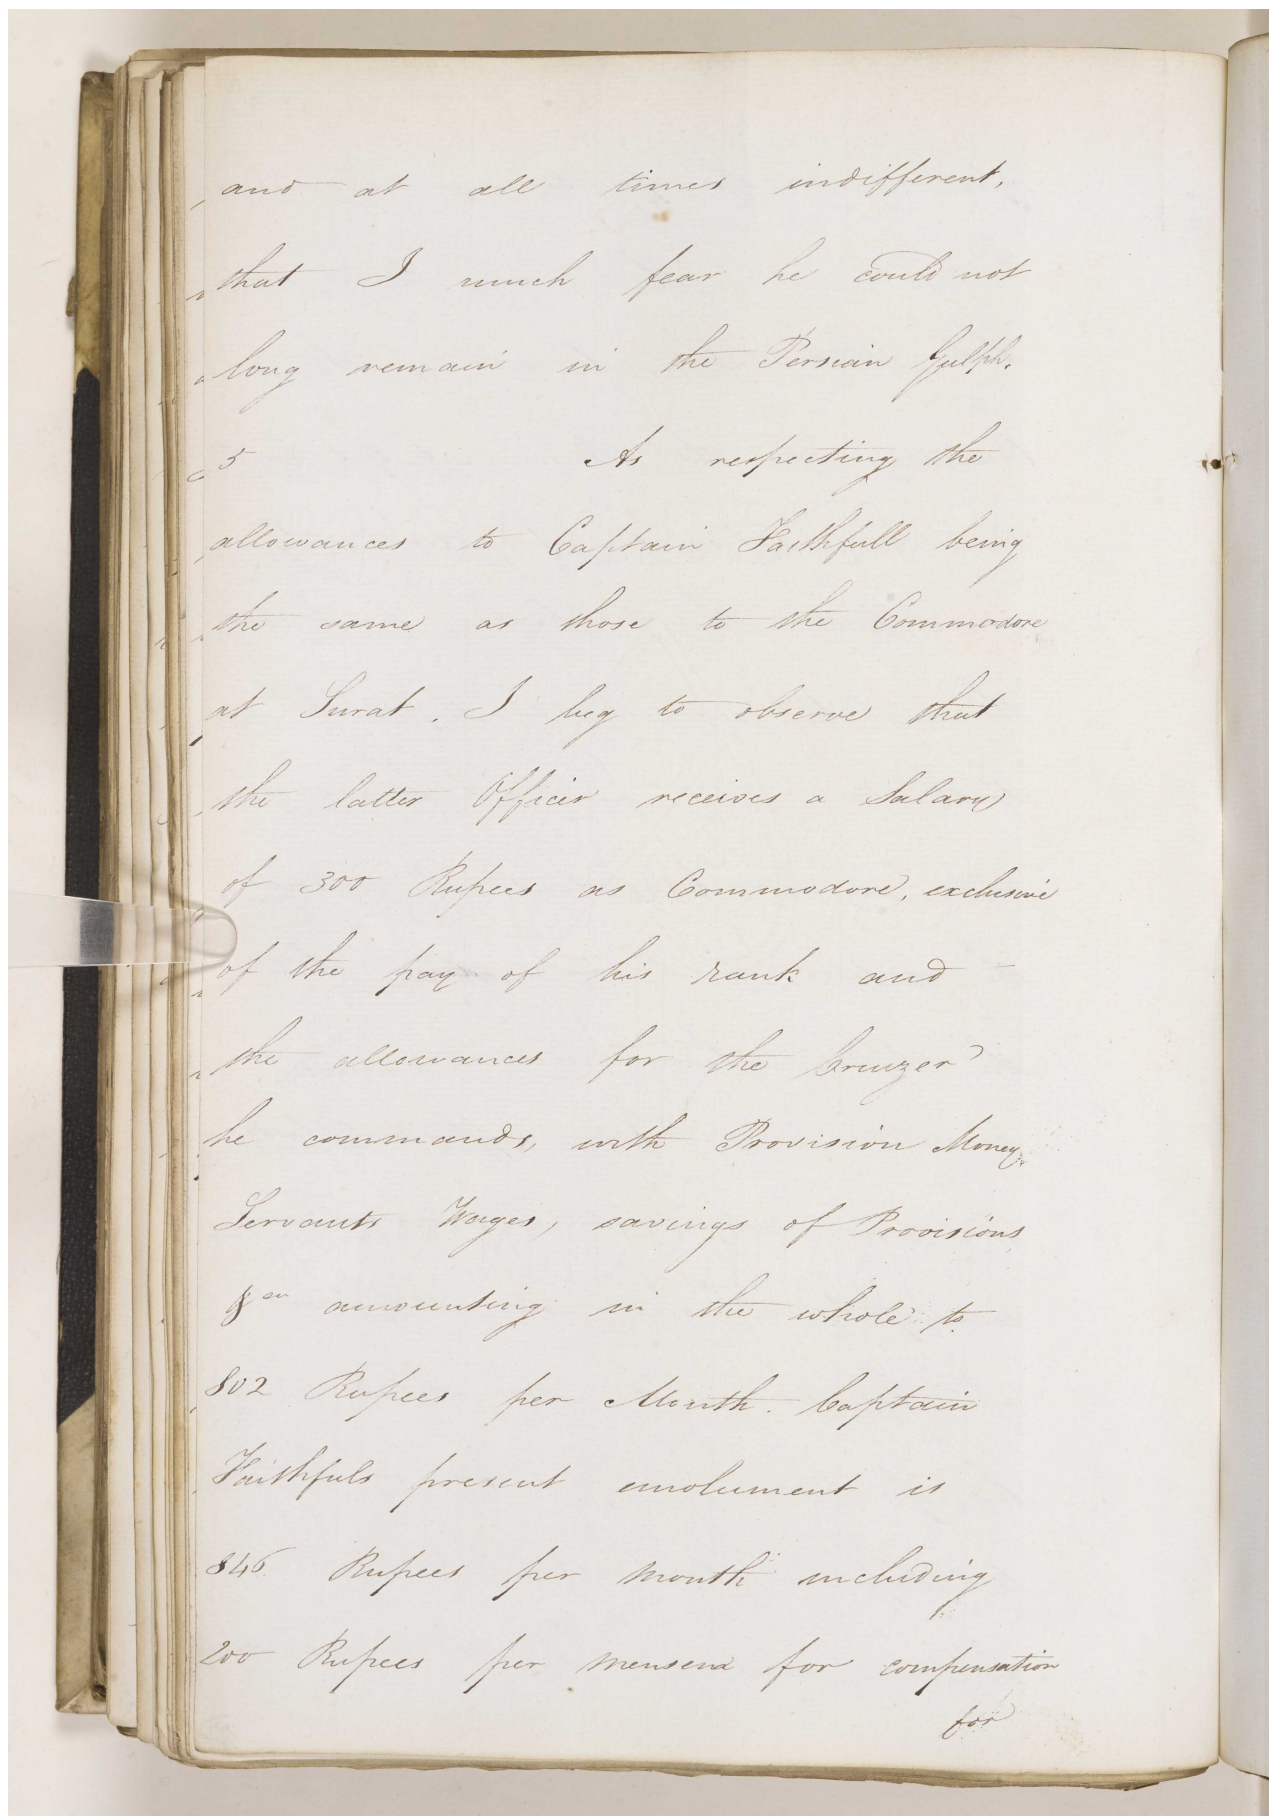 and at all times indifferent,
that I much fear he could not
long remain in the Persian Gulph.
5 As respecting the
allowances to Captain Faithfull being
the same as those to the Commodore
at Surat, I beg to observe that
the latter Officer receives a Salary
of 300 Rupees as Commodore, exclusive
of the pay of his rank and
the allowances for the Cruizer
he commands, with Provision Money
Servants Wages, savings of Provisions
&ca amounting in the whole to
802 Rupees per Month. Captain
Faithfuls present emolument is
846 Rupees per month including
200 Rupees per mensem for compensation
for